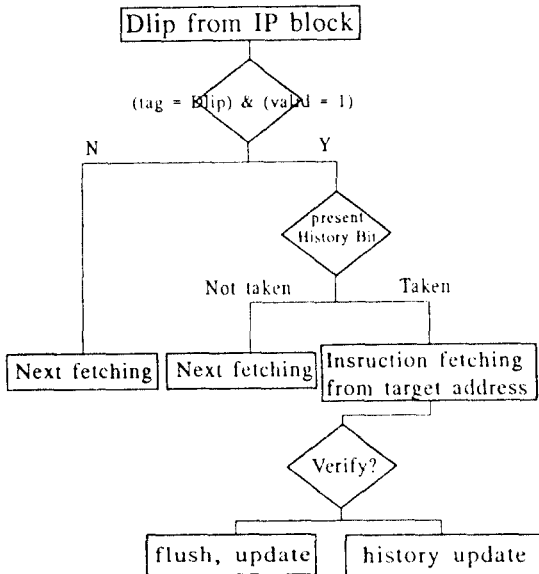 Dlip from IP block
(tag = Dlip) & (valid = 1)
N
Y
present
History Bit
Not taken
Taken
Next fetching
Next fetching
Insruction fetching
from target address
Verify?
flush, update
history update